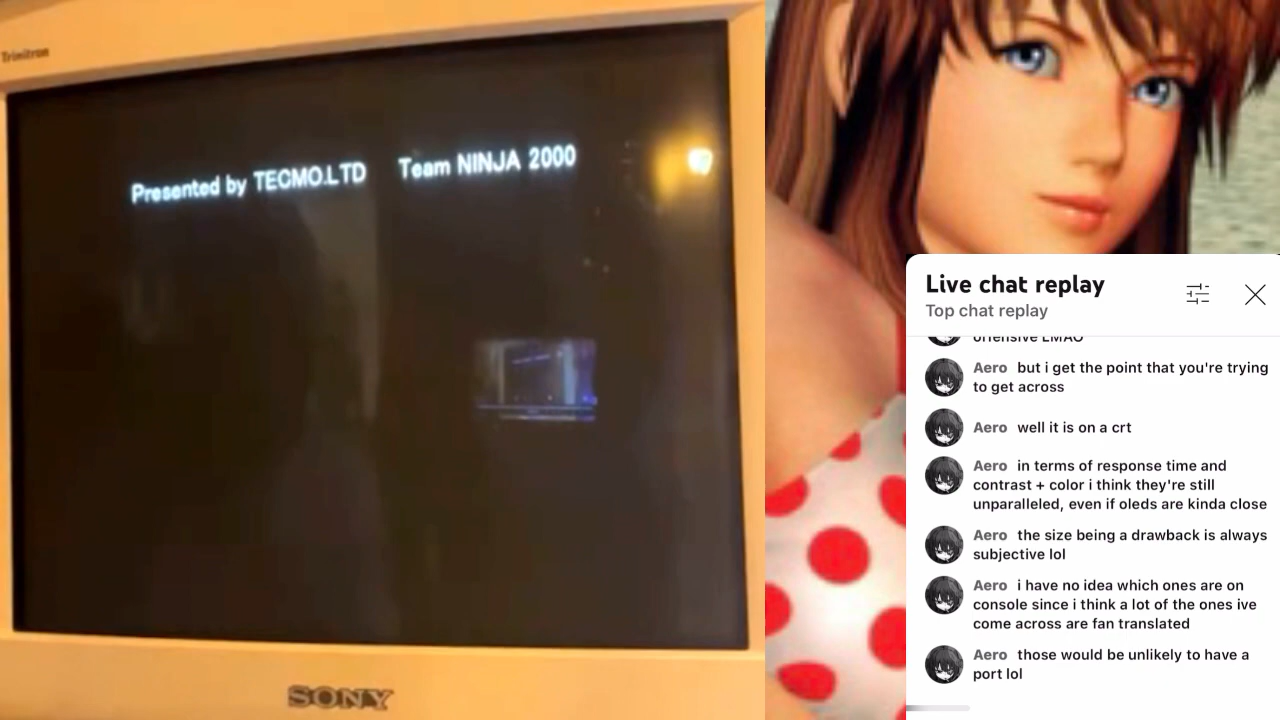 Trinitron
Presented by TECMO.LTD Team NINJA 2000
SONY
Live chat replay
Top chat replay
offensive LMAO
Aero but i get the point that you're trying
to get across
Aero well it is on a crt
Aero in terms of response time and
contrast + color i think they're still
unparalleled, even if oleds are kinda close
Aero the size being a drawback is always
subjective lol
Aero i have no idea which ones are on
console since i think a lot of the ones ive
come across are fan translated
Aero those would be unlikely to have a
port lol